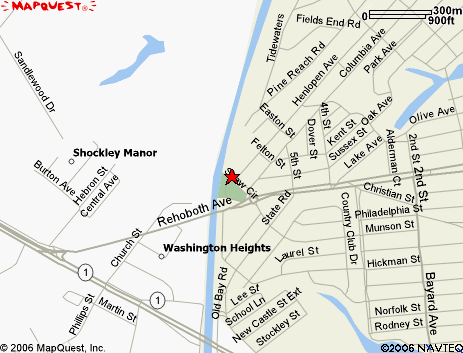 MAPQUEST®
300m
900ft
Fields End Rd
Tidewaters
Columbia Ave
Park Ave
Pine Reach Rd
Henlopen Ave
Sandlewood Dr
Easton St
4th St
Oak Ave
Olive Ave
Kent St
Sussex St
Dover St
Felton St
Lake Ave
5th St
Alderman Ct
2nd St
2nd St
Shockley Manor
Burton Ave
Hebron St
Central Ave
Christian St
Rehoboth Ave
State Rd
Country Club Dr
Philadelphia St
Munson St
Church St
Washington Heights
Laurel St
Hickman St
1
1
Old Bay Rd
Bayard Ave
Lee St
School Ln
New Castle St Ext
Stockley St
Norfolk St
Rodney St
Phillips St
Martin St
© 2006 MapQuest, Inc.
©2006 NAVTEQ